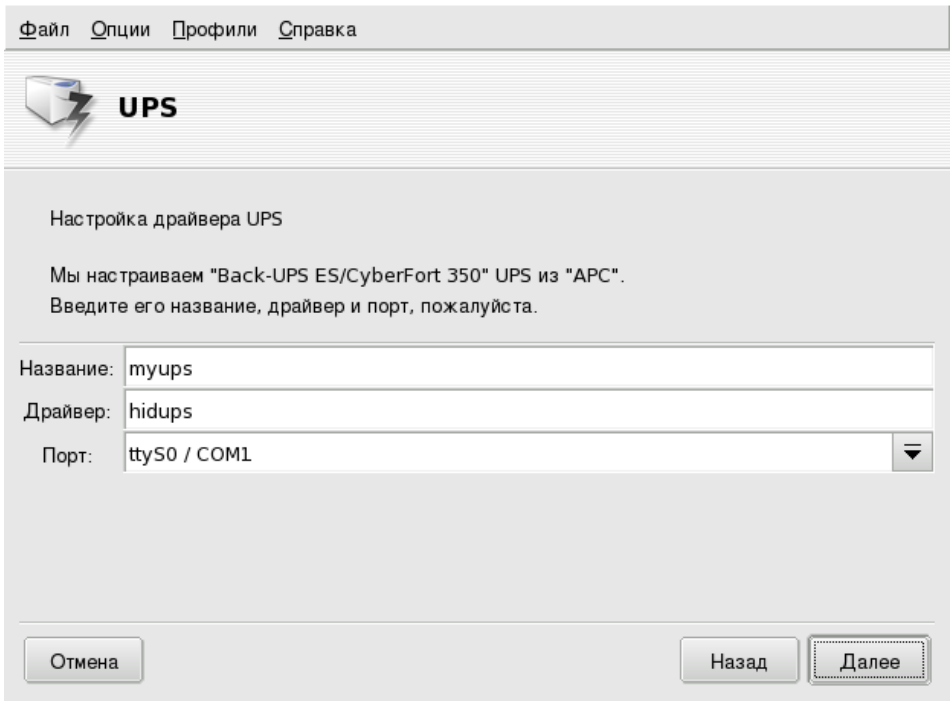 Файл Опции Профили Справка
UPS
Настройка драйвера UPS
Мы настраиваем "Back-UPS ES/CyberFort 350" UPS из "APC".
Введите его название, драйвер и порт, пожалуйста.
Название: myups
Драйвер: hidups
Порт: ttyS0 / COM1
Отмена Назад Далее